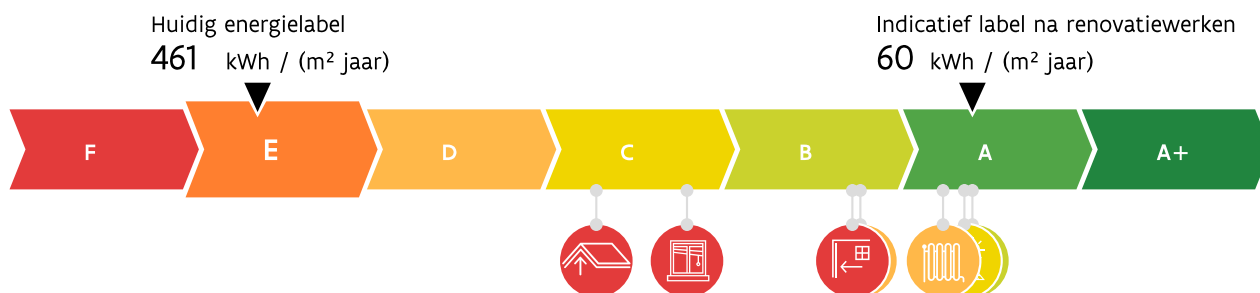 Huidig energielabel
461 kWh / (m² jaar)
Indicatief label na renovatiewerken
60 kWh / (m² jaar)
F E D C B A A+